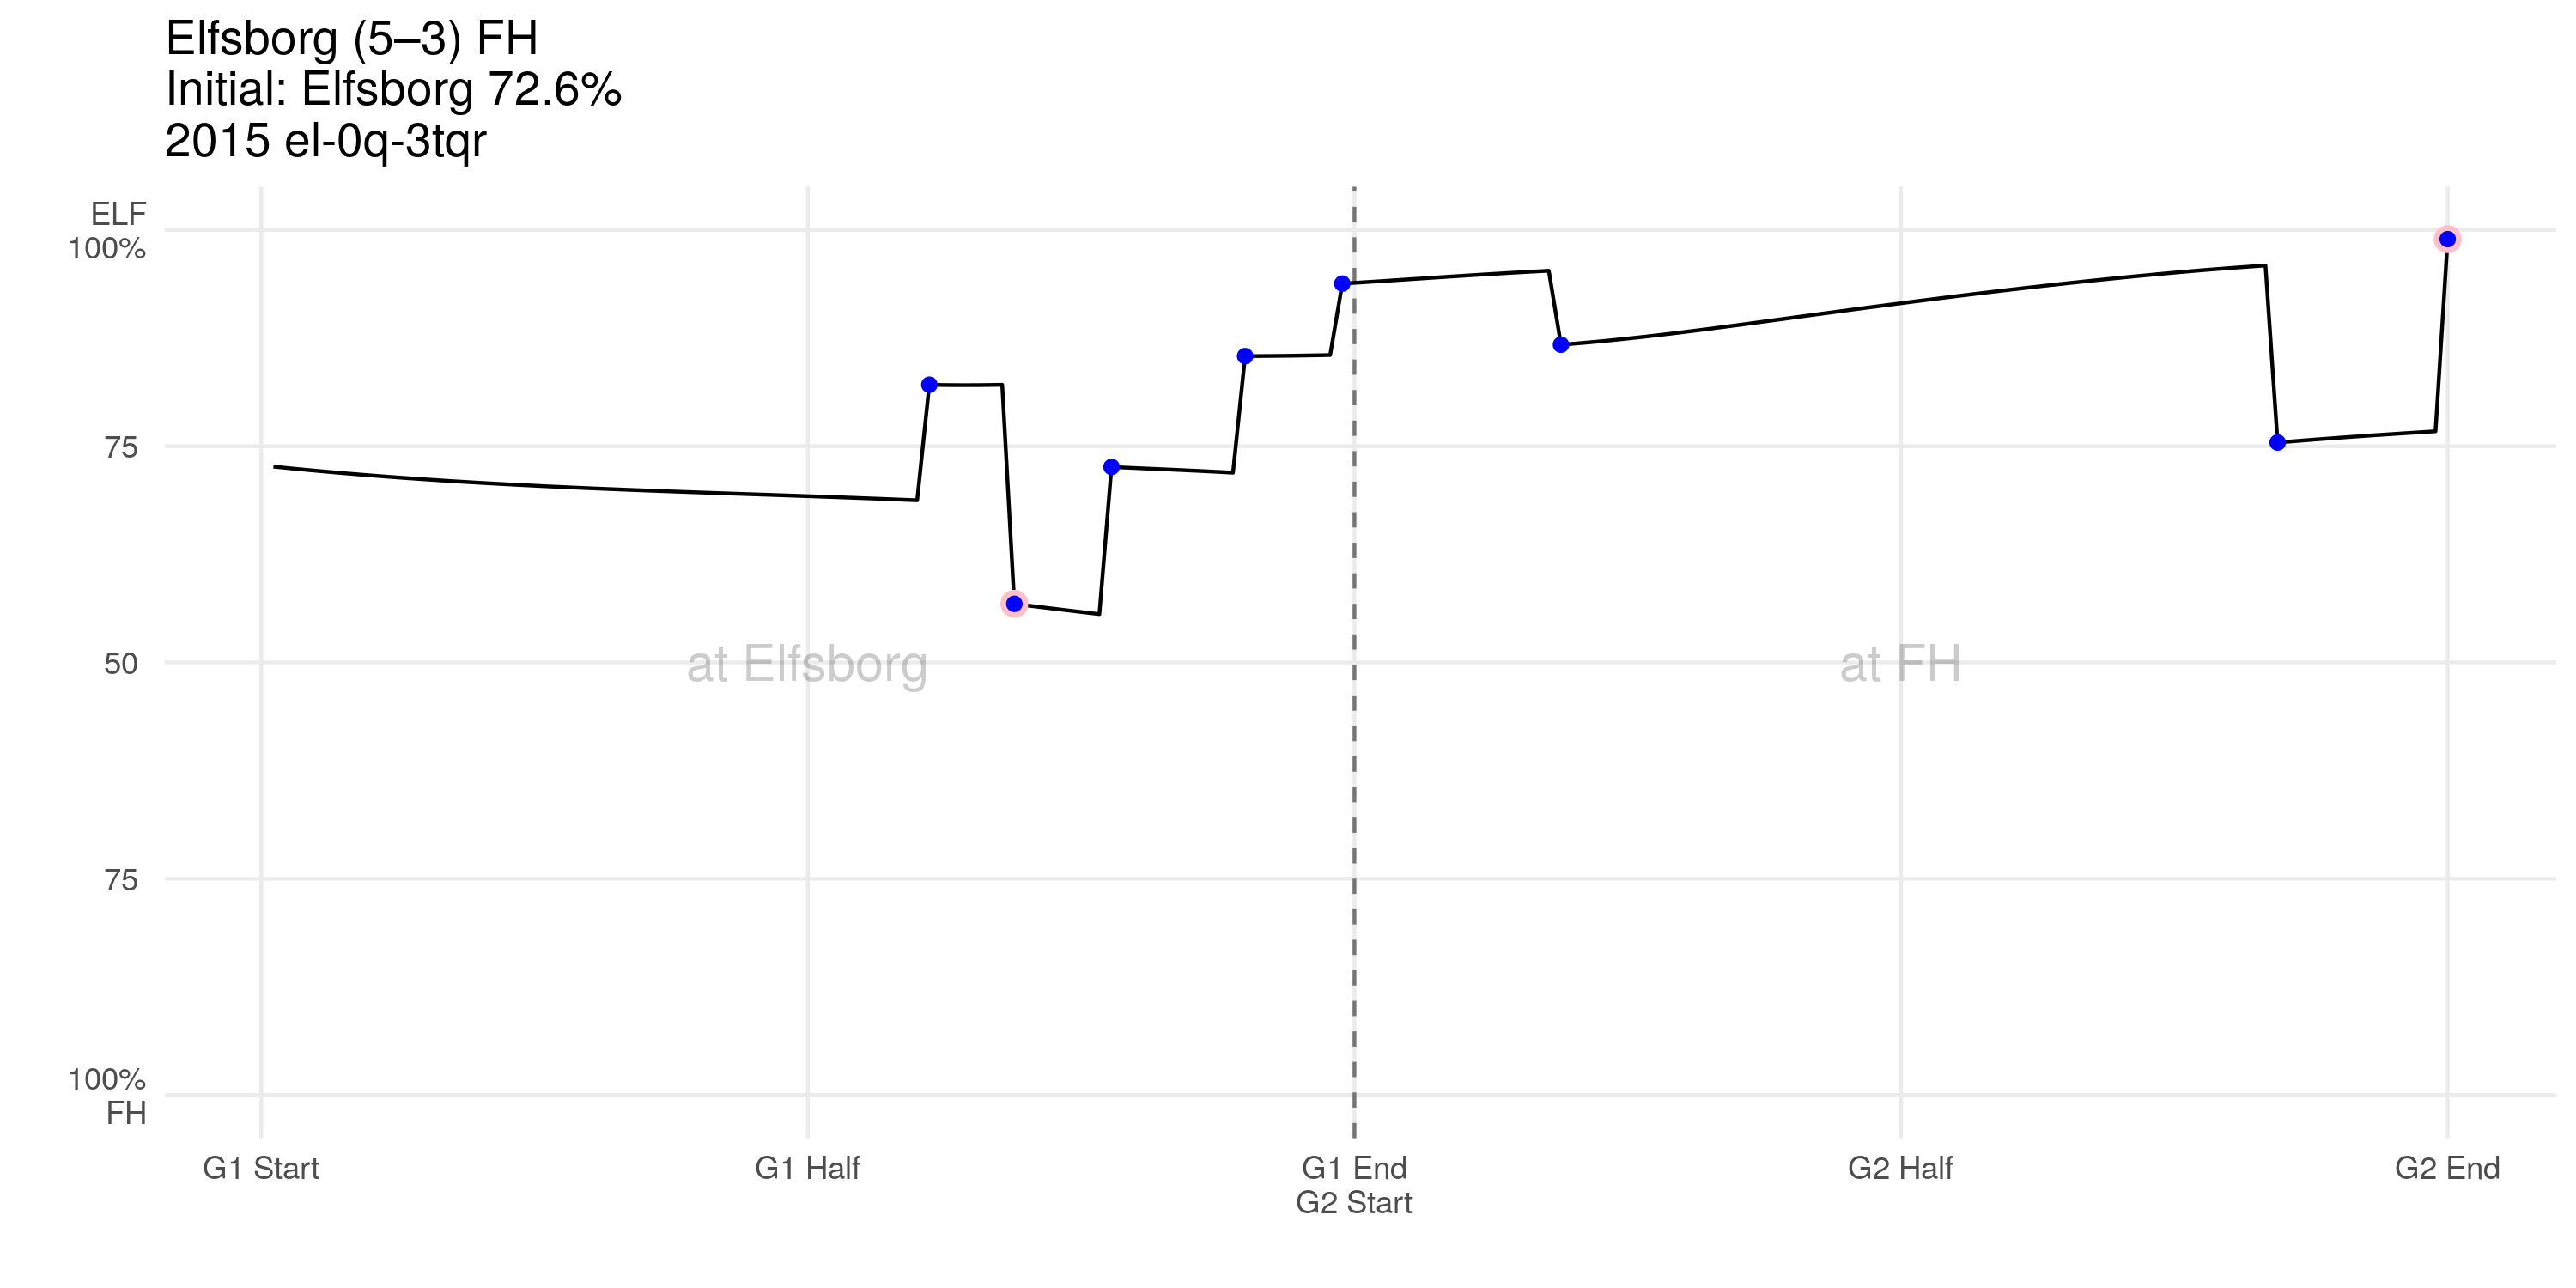 Elfsborg (5–3) FH
Initial: Elfsborg 72.6%
2015 el-0q-3tqr
ELF
100%
75
50
75
100%
FH
at Elfsborg
at FH
G1 Start
G1 Half
G1 End
G2 Start
G2 Half
G2 End